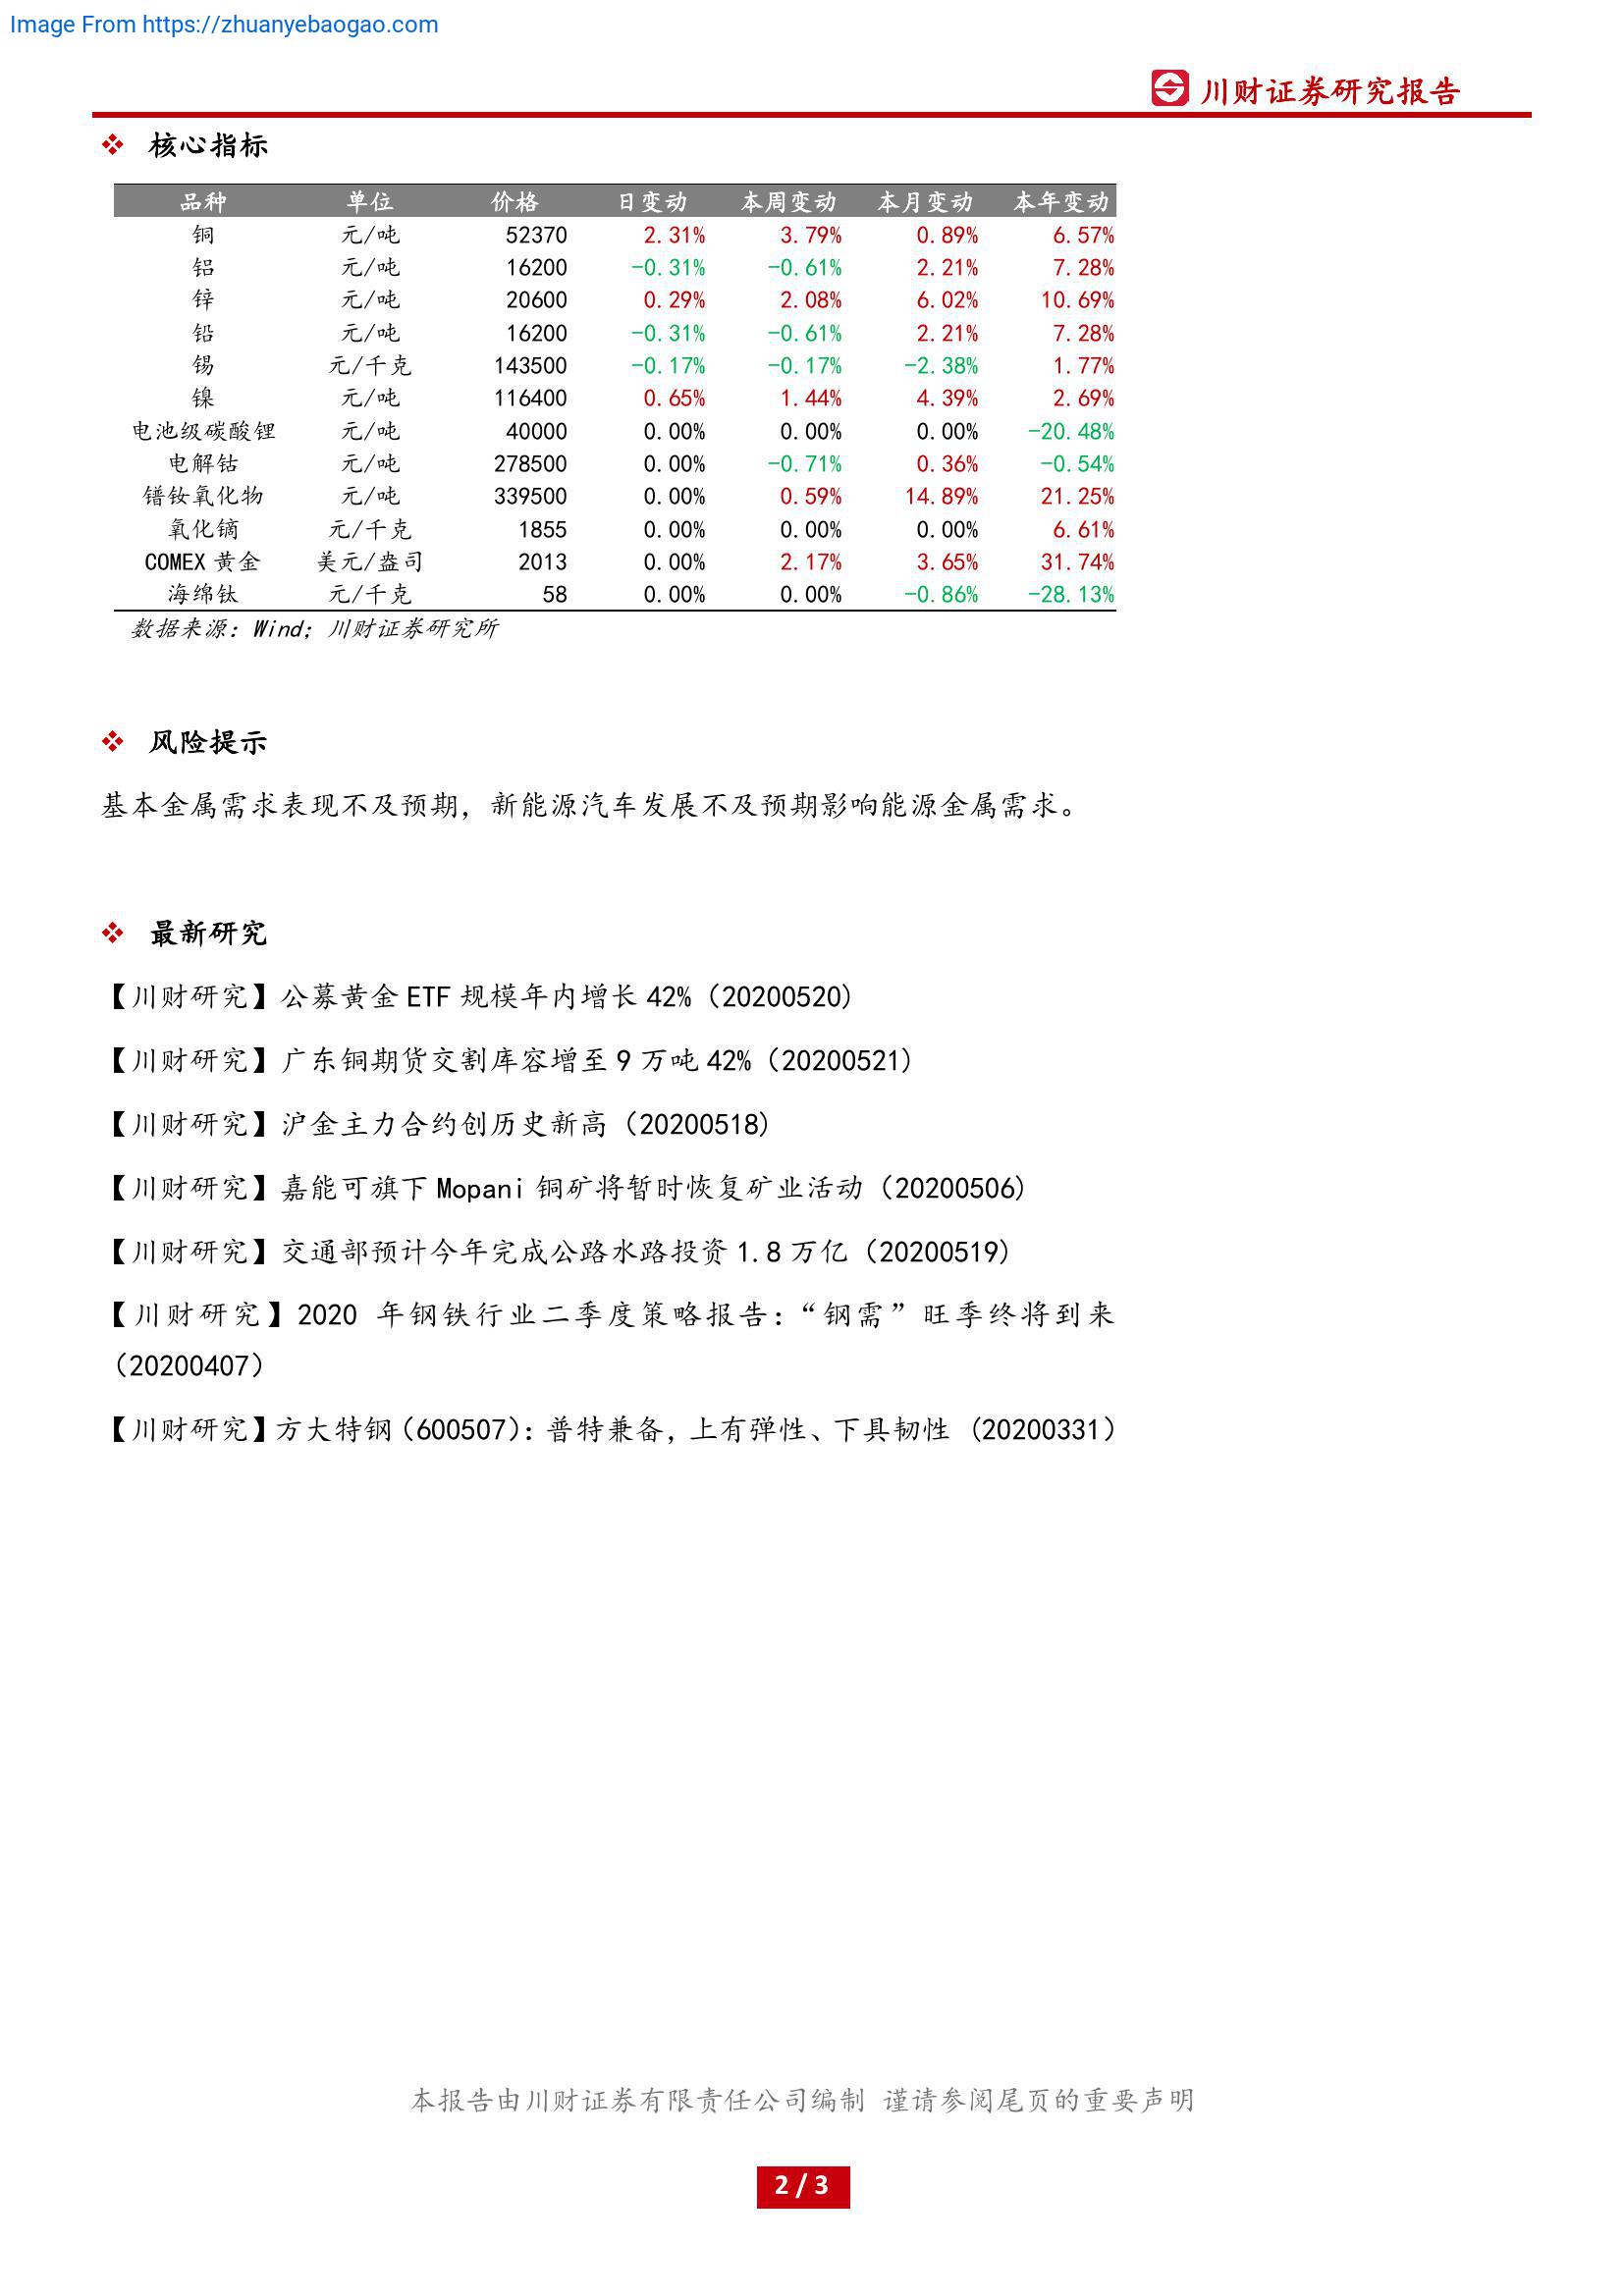 Image From https://zhuanyebaogao.com
川财证券研究报告
❖ 核心指标
品种 单位 价格 日变动 本周变动 本月变动 本年变动
铜 元/吨 52370 2.31% 3.79% 0.89% 6.57%
铝 元/吨 16200 -0.31% -0.61% 2.21% 7.28%
锌 元/吨 20600 0.29% 2.08% 6.02% 10.69%
铅 元/吨 16200 -0.31% -0.61% 2.21% 7.28%
锡 元/千克 143500 -0.17% -0.17% -2.38% 1.77%
镍 元/吨 116400 0.65% 1.44% 4.39% 2.69%
电池级碳酸锂 元/吨 40000 0.00% 0.00% 0.00% -20.48%
电解钴 元/吨 278500 0.00% -0.71% 0.36% -0.54%
镨钕氧化物 元/吨 339500 0.00% 0.59% 14.89% 21.25%
氧化镝 元/千克 1855 0.00% 0.00% 0.00% 6.61%
COMEX 黄金 美元/盎司 2013 0.00% 2.17% 3.65% 31.74%
海绵钛 元/千克 58 0.00% 0.00% -0.86% -28.13%
数据来源：Wind；川财证券研究所
❖ 风险提示
基本金属需求表现不及预期，新能源汽车发展不及预期影响能源金属需求。
❖ 最新研究
【川财研究】公募黄金 ETF 规模年内增长 42%（20200520)
【川财研究】广东铜期货交割库容增至 9 万吨 42%（20200521)
【川财研究】沪金主力合约创历史新高（20200518)
【川财研究】嘉能可旗下 Mopani 铜矿将暂时恢复矿业活动（20200506)
【川财研究】交通部预计今年完成公路水路投资 1.8 万亿（20200519)
【川财研究】2020 年钢铁行业二季度策略报告：“钢需”旺季终将到来
（20200407）
【川财研究】方大特钢（600507）：普特兼备，上有弹性、下具韧性 (20200331）
本报告由川财证券有限责任公司编制 谨请参阅尾页的重要声明
2 / 3